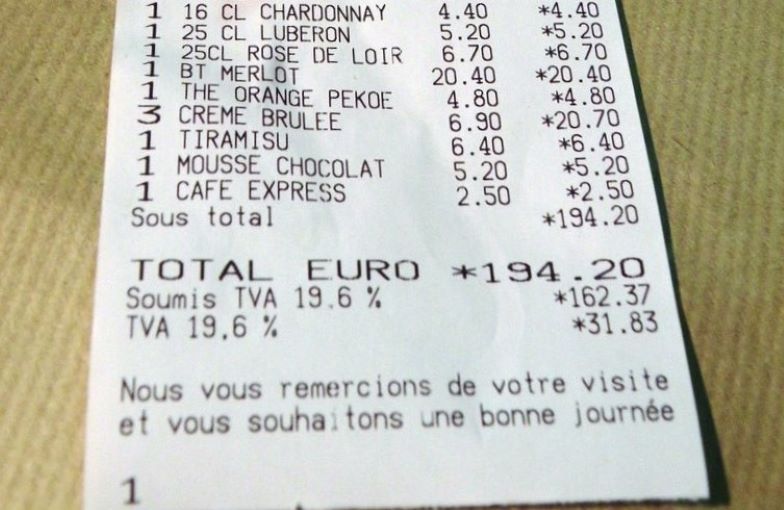 1 16 CL CHARDONNAY 4.40 *4.40
1 25 CL LUBERON 5.20 *5.20
1 25CL ROSE DE LOIR 6.70 *6.70
1 BT MERLOT 20.40 *20.40
1 THE ORANGE PEKOE 4.80 *4.80
3 CREME BRULEE 6.90 *20.70
1 TIRAMISU 6.40 *6.40
1 MOUSSE CHOCOLAT 5.20 *5.20
1 CAFE EXPRESS 2.50 *2.50
Sous total *194.20
TOTAL EURO *194.20
Soumis TVA 19.6 % *162.37
TVA 19.6 % *31.83
Nous vous remercions de votre visite
et vous souhaitons une bonne journée
1